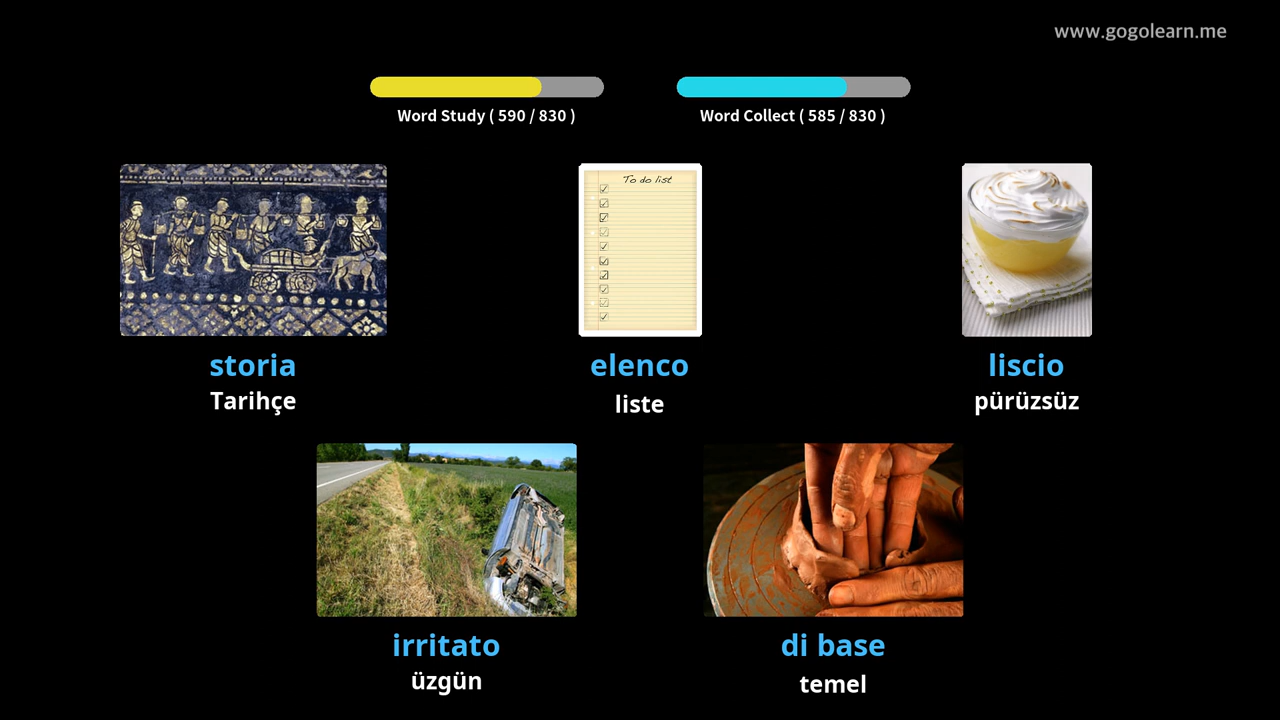 www.gogolearn.me
Word Study ( 590 / 830 )
Word Collect ( 585 / 830 )
To do list
storia
Tarihçe
elenco
liste
liscio
pürüzsüz
irritato
üzgün
di base
temel